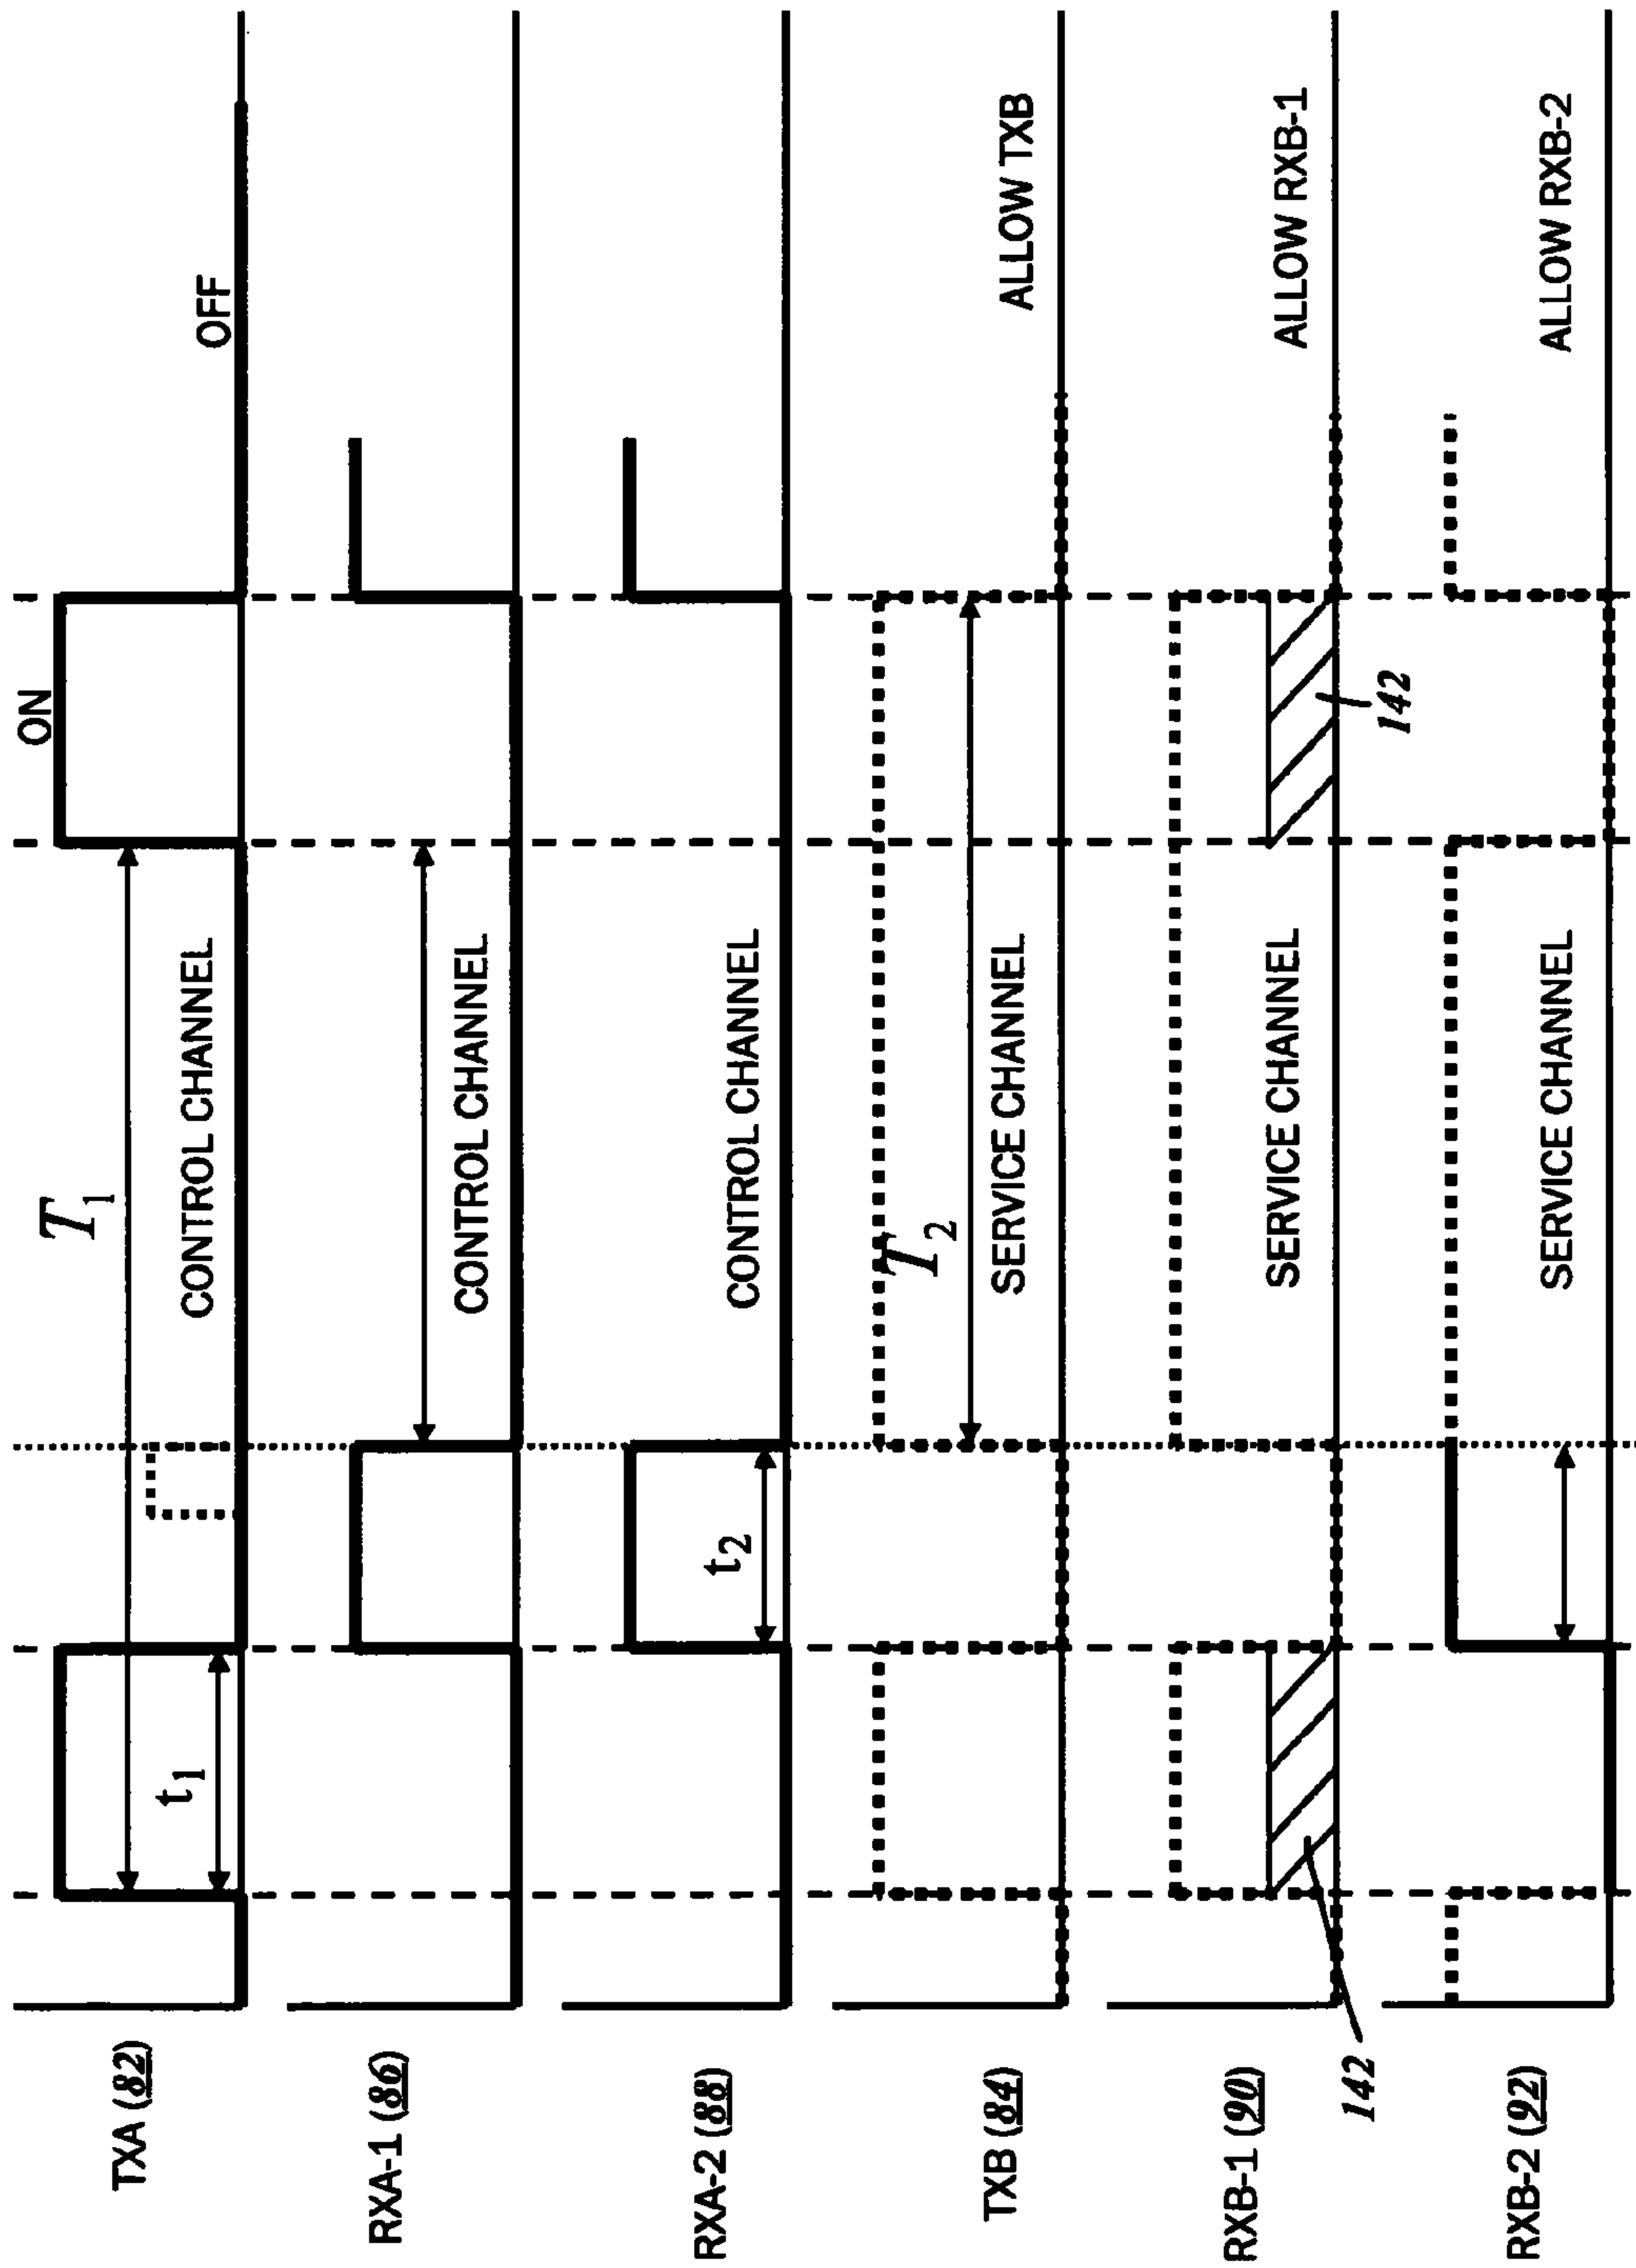 ON
OFF
T1
TXA (82)
t1
CONTROL CHANNEL
RXA-1 (86)
CONTROL CHANNEL
RXA-2 (88)
t2
CONTROL CHANNEL
T2
TXB (84)
SERVICE CHANNEL
ALLOW TXB
RXB-1 (90)
SERVICE CHANNEL
ALLOW RXB-1
142
142
RXB-2 (92)
SERVICE CHANNEL
ALLOW RXB-2